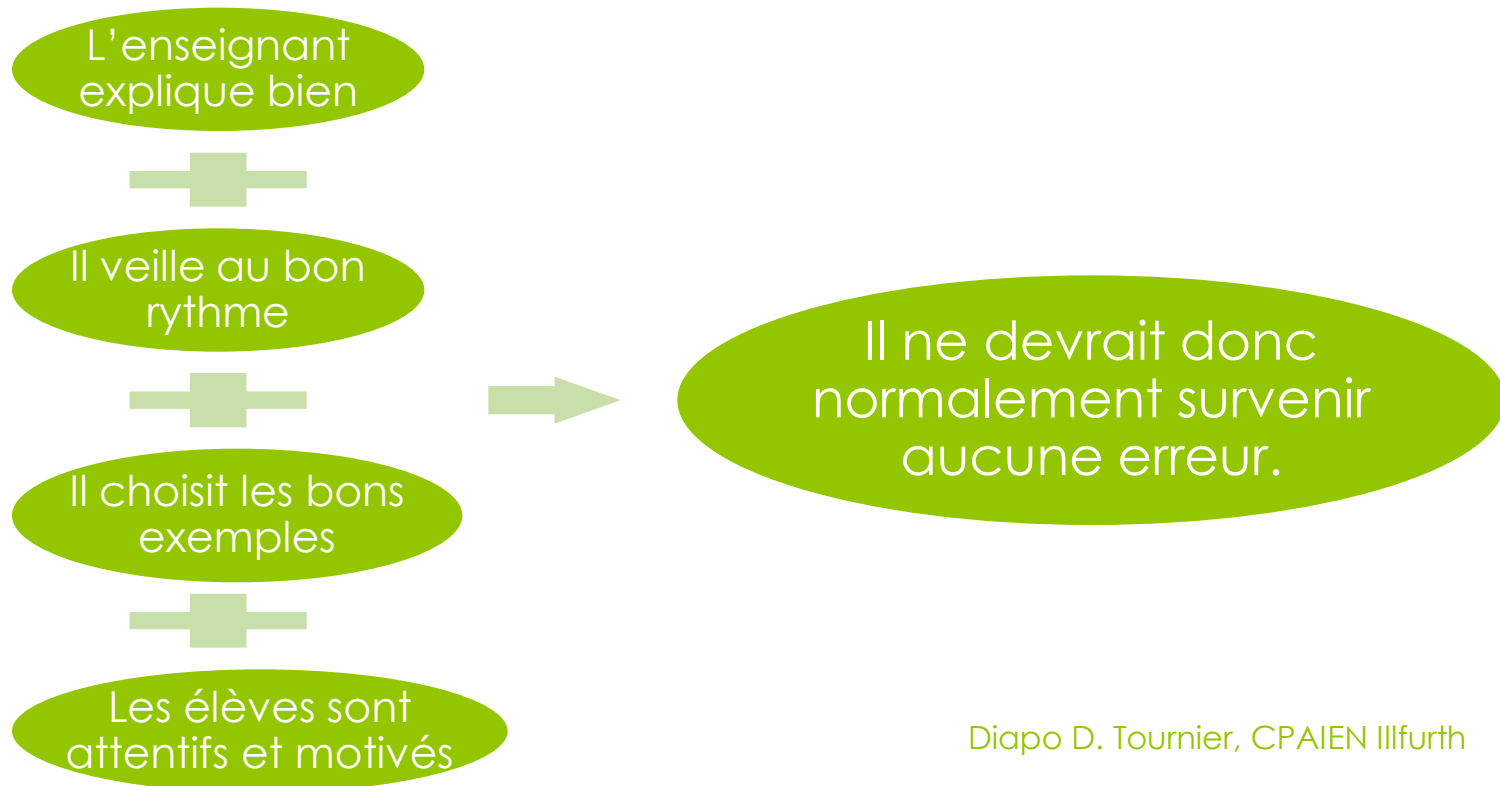 L’enseignant
explique bien
Il veille au bon
rythme
Il choisit les bons
exemples
Les élèves sont
attentifs et motivés
Il ne devrait donc
normalement survenir
aucune erreur.
Diapo D. Tournier, CPAIEN Illfurth